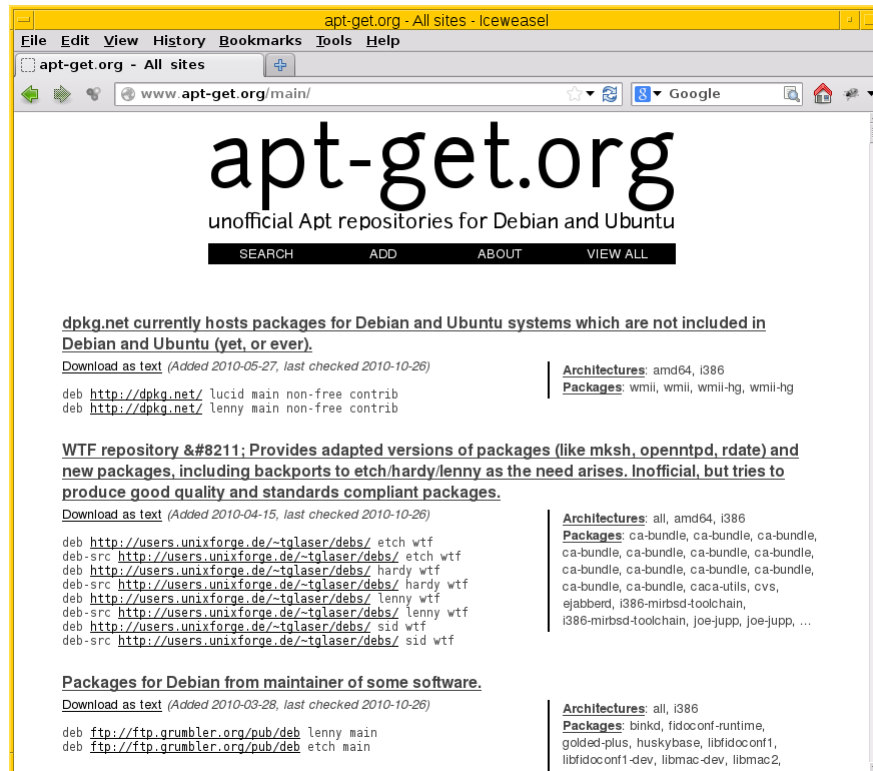 apt-get.org - All sites - Iceweasel
File Edit View History Bookmarks Tools Help
apt-get.org - All sites
www.apt-get.org/main/
Google
apt-get.org
unofficial Apt repositories for Debian and Ubuntu
SEARCH ADD ABOUT VIEW ALL
dpkg.net currently hosts packages for Debian and Ubuntu systems which are not included in
Debian and Ubuntu (yet, or ever).
Download as text (Added 2010-05-27, last checked 2010-10-26)
deb http://dpkg.net/ lucid main non-free contrib
deb http://dpkg.net/ lenny main non-free contrib
Architectures: amd64, i386
Packages: wmii, wmii, wmii-hg, wmii-hg
WTF repository &#8211; Provides adapted versions of packages (like mksh, openntpd, rdate) and
new packages, including backports to etch/hardy/lenny as the need arises. Inofficial, but tries to
produce good quality and standards compliant packages.
Download as text (Added 2010-04-15, last checked 2010-10-26)
deb http://users.unixforge.de/~tglaser/debs/ etch wtf
deb-src http://users.unixforge.de/~tglaser/debs/ etch wtf
deb http://users.unixforge.de/~tglaser/debs/ hardy wtf
deb-src http://users.unixforge.de/~tglaser/debs/ hardy wtf
deb http://users.unixforge.de/~tglaser/debs/ lenny wtf
deb-src http://users.unixforge.de/~tglaser/debs/ lenny wtf
deb http://users.unixforge.de/~tglaser/debs/ sid wtf
deb-src http://users.unixforge.de/~tglaser/debs/ sid wtf
Architectures: all, amd64, i386
Packages: ca-bundle, ca-bundle, ca-bundle,
ca-bundle, ca-bundle, ca-bundle, ca-bundle,
ca-bundle, ca-bundle, ca-bundle, ca-bundle,
ca-bundle, ca-bundle, caca-utils, cvs,
ejabberd, i386-mirbsd-toolchain,
i386-mirbsd-toolchain, joe-jupp, joe-jupp, ...
Packages for Debian from maintainer of some software.
Download as text (Added 2010-03-28, last checked 2010-10-26)
deb ftp://ftp.grumbler.org/pub/deb lenny main
deb ftp://ftp.grumbler.org/pub/deb etch main
Architectures: all, i386
Packages: binkd, fidoconf-runtime,
golded-plus, huskybase, libfidoconf1,
libfidoconf1-dev, libmac-dev, libmac2,